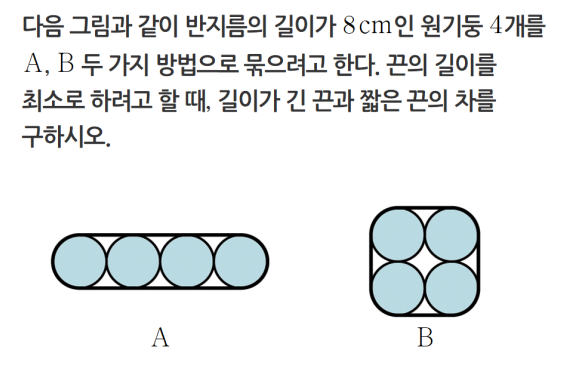 다음 그림과 같이 반지름의 길이가 8cm인 원기둥 4개를
A, B 두 가지 방법으로 묶으려고 한다. 끈의 길이를
최소로 하려고 할 때, 길이가 긴 끈과 짧은 끈의 차를
구하시오.
A
B